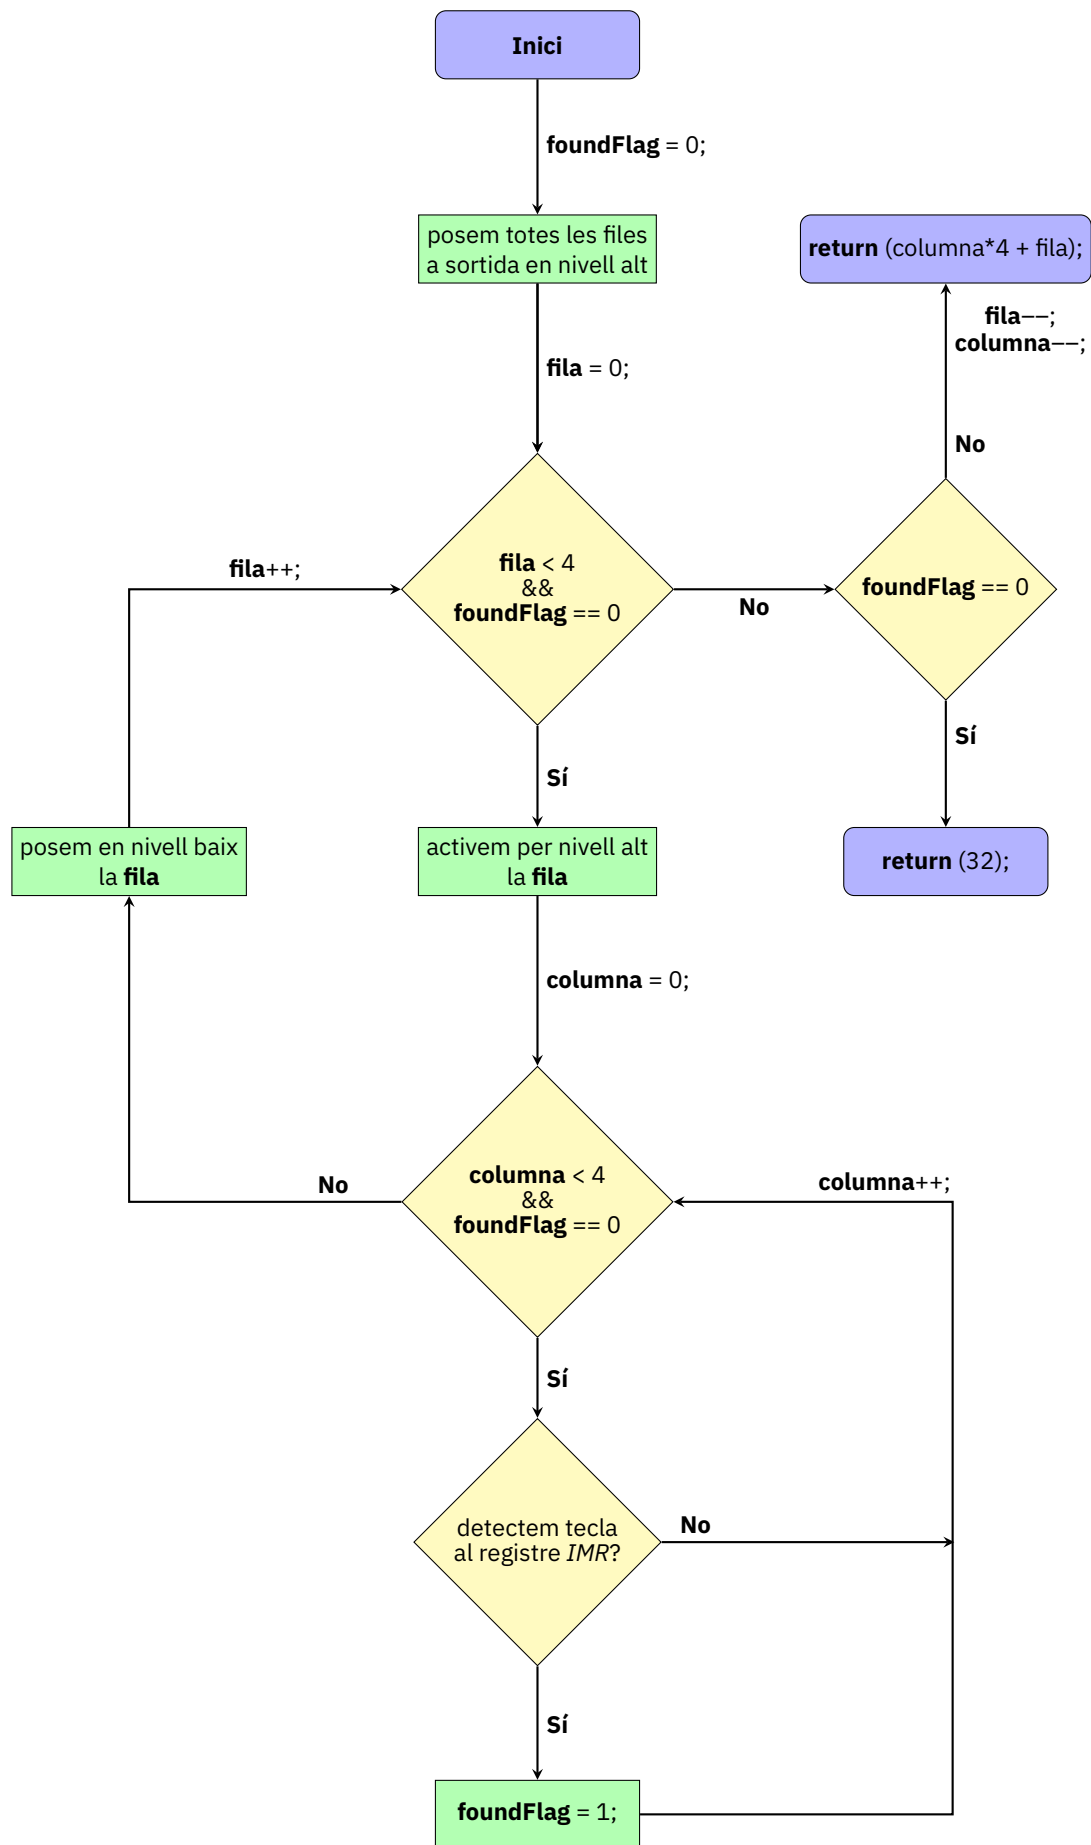 Inici
foundFlag = 0;
posem totes les files
a sortida en nivell alt
return (columna*4 + fila);
fila––;
columna––;
fila = 0;
No
fila < 4
&&
foundFlag == 0
fila++;
No
foundFlag == 0
Sí
Sí
posem en nivell baix
la fila
activem per nivell alt
la fila
return (32);
columna = 0;
columna < 4
&&
foundFlag == 0
No
columna++;
Sí
detectem tecla
al registre IMR?
No
Sí
foundFlag = 1;